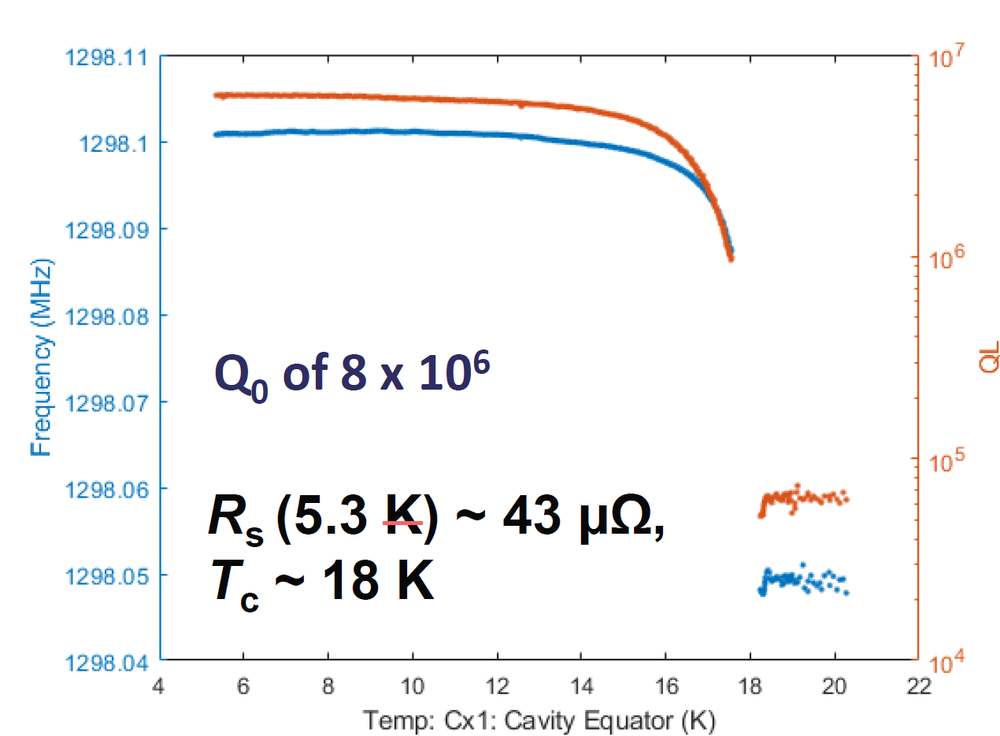 1298.11
1298.1
1298.09
1298.08
1298.07
1298.06
1298.05
1298.04
Frequency (MHz)
10⁷
10⁶
10⁵
10⁴
QL
Q₀ of 8 x 10⁶
Rₛ (5.3 K) ~ 43 μΩ,
T꜀ ~ 18 K
4 6 8 10 12 14 16 18 20 22
Temp: Cx1: Cavity Equator (K)